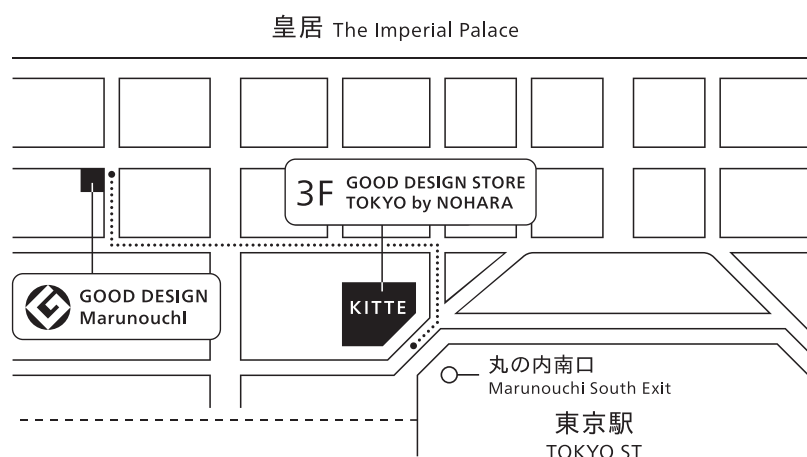 皇居 The Imperial Palace
3F GOOD DESIGN STORE
TOKYO by NOHARA
GOOD DESIGN
Marunouchi
KITTE
丸の内南口
Marunouchi South Exit
東京駅
TOKYO ST